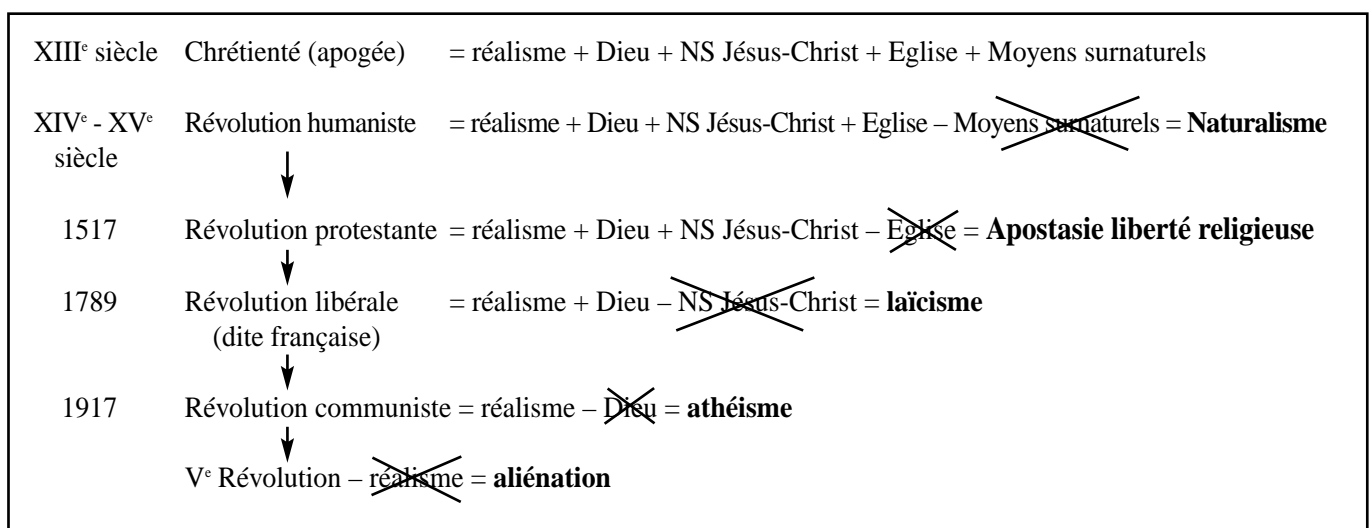 XIIIᵉ siècle Chrétienté (apogée) = réalisme + Dieu + NS Jésus-Christ + Eglise + Moyens surnaturels
XIVᵉ - XVᵉ Révolution humaniste = réalisme + Dieu + NS Jésus-Christ + Eglise – Moyens surnaturels = Naturalisme
siècle
1517 Révolution protestante = réalisme + Dieu + NS Jésus-Christ – Eglise = Apostasie liberté religieuse
1789 Révolution libérale = réalisme + Dieu – NS Jésus-Christ = laïcisme
(dite française)
1917 Révolution communiste = réalisme – Dieu = athéisme
Vᵉ Révolution – réalisme = aliénation